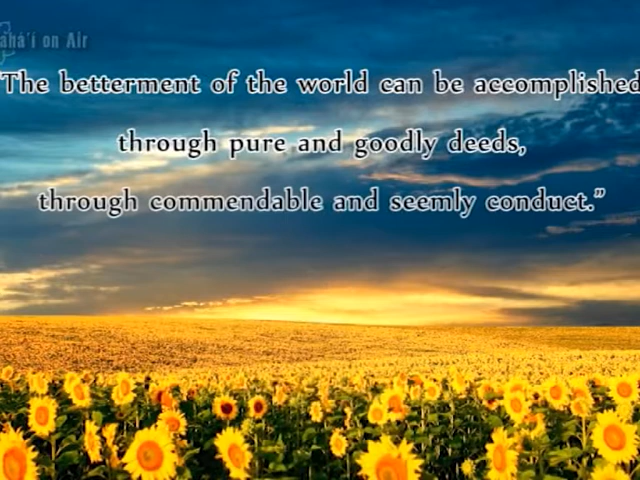 ahá'í on Air
The betterment of the world can be accomplished
through pure and goodly deeds,
through commendable and seemly conduct.”